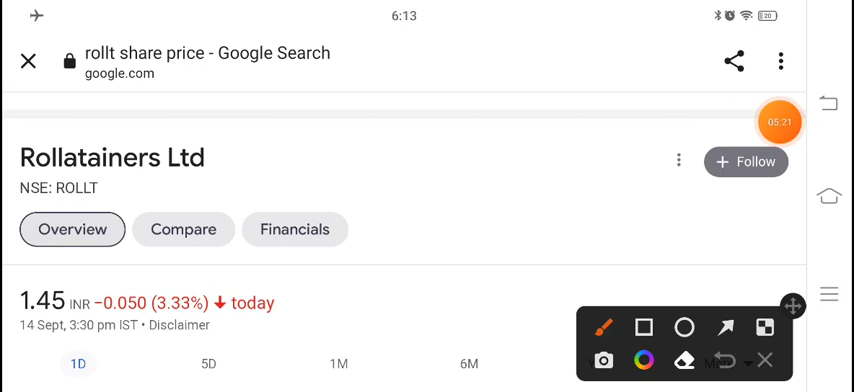 6:13
20
rollt share price - Google Search
google.com
05:21
Rollatainers Ltd
+ Follow
NSE: ROLLT
Overview
Compare
Financials
1.45 INR −0.050 (3.33%) ↓ today
14 Sept, 3:30 pm IST • Disclaimer
1D
5D
1M
6M